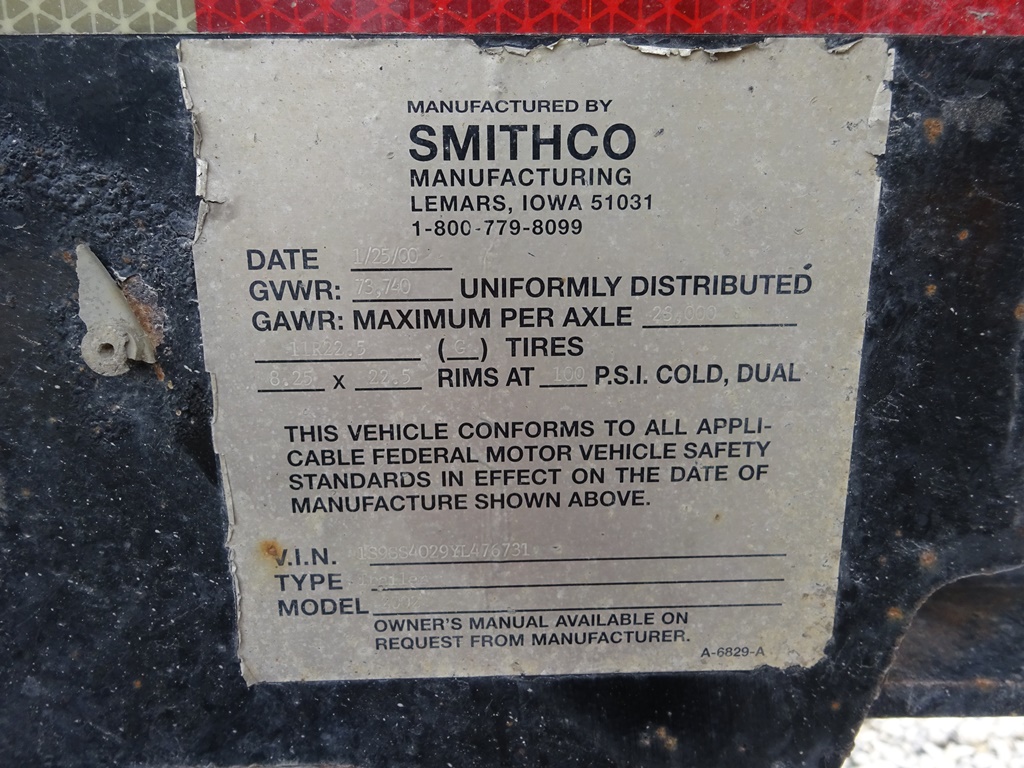 MANUFACTURED BY
SMITHCO
MANUFACTURING
LEMARS, IOWA 51031
1-800-779-8099
DATE 1/25/00
GVWR: 73,740 UNIFORMLY DISTRIBUTED
GAWR: MAXIMUM PER AXLE
11R22.5 (G) TIRES
8.25 X 22.5 RIMS AT 100 P.S.I. COLD, DUAL
THIS VEHICLE CONFORMS TO ALL APPLI-
CABLE FEDERAL MOTOR VEHICLE SAFETY
STANDARDS IN EFFECT ON THE DATE OF
MANUFACTURE SHOWN ABOVE.
V.I.N.
TYPE Trailer
MODEL
OWNER'S MANUAL AVAILABLE ON
REQUEST FROM MANUFACTURER.
A-6829-A